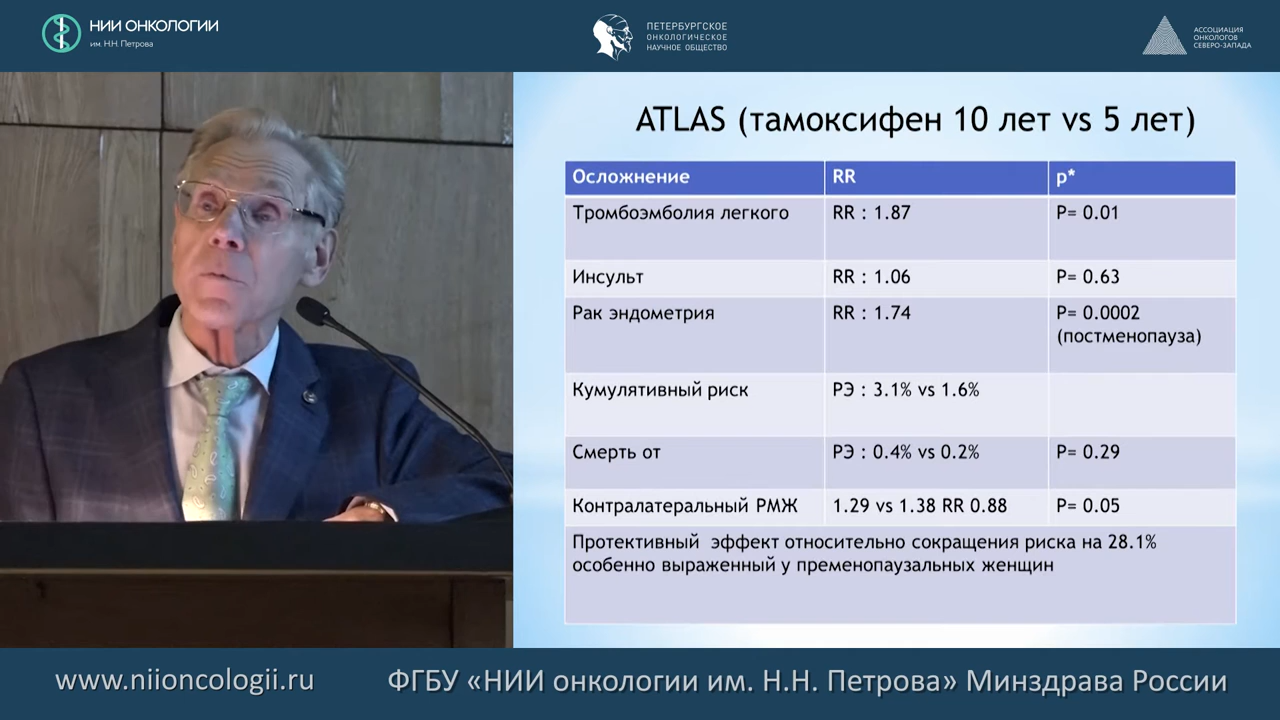 НИИ ОНКОЛОГИИ
им. Н.Н. Петрова
ПЕТЕРБУРГСКОЕ
ОНКОЛОГИЧЕСКОЕ
НАУЧНОЕ ОБЩЕСТВО
АССОЦИАЦИЯ
ОНКОЛОГОВ
СЕВЕРО-ЗАПАДА
ATLAS (тамоксифен 10 лет vs 5 лет)
Осложнение RR p*
Тромбоэмболия легкого RR : 1.87 P= 0.01
Инсульт RR : 1.06 P= 0.63
Рак эндометрия RR : 1.74 P= 0.0002
(постменопауза)
Кумулятивный риск РЭ : 3.1% vs 1.6%
Смерть от РЭ : 0.4% vs 0.2% P= 0.29
Контралатеральный РМЖ 1.29 vs 1.38 RR 0.88 P= 0.05
Протективный эффект относительно сокращения риска на 28.1%
особенно выраженный у пременопаузальных женщин
www.niioncologii.ru
ФГБУ «НИИ онкологии им. Н.Н. Петрова» Минздрава России